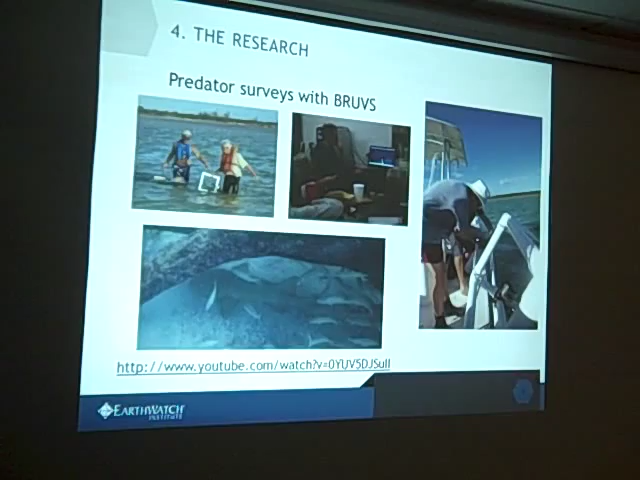 4. THE RESEARCH
Predator surveys with BRUVS
http://www.youtube.com/watch?v=0YUV5DJSuII
EARTHWATCH
INSTITUTE